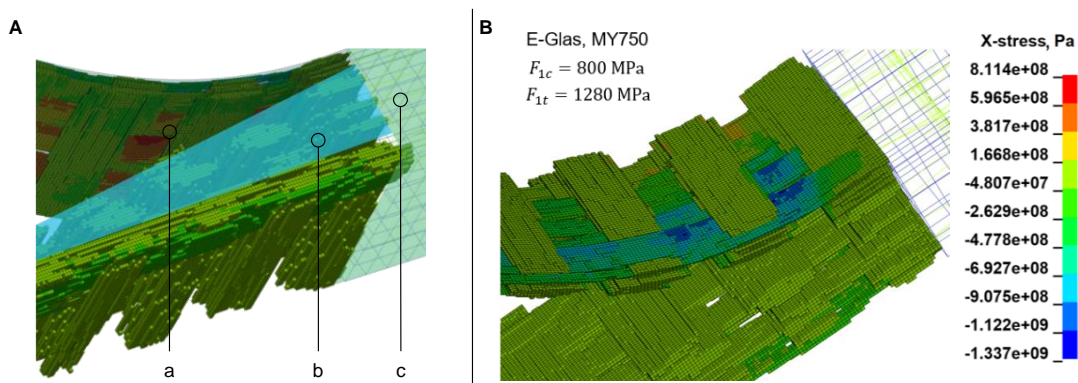 A
a
b
c
B
E-Glas, MY750
F₁c = 800 MPa
F₁t = 1280 MPa
X-stress, Pa
8.114e+08
5.965e+08
3.817e+08
1.668e+08
-4.807e+07
-2.629e+08
-4.778e+08
-6.927e+08
-9.075e+08
-1.122e+09
-1.337e+09